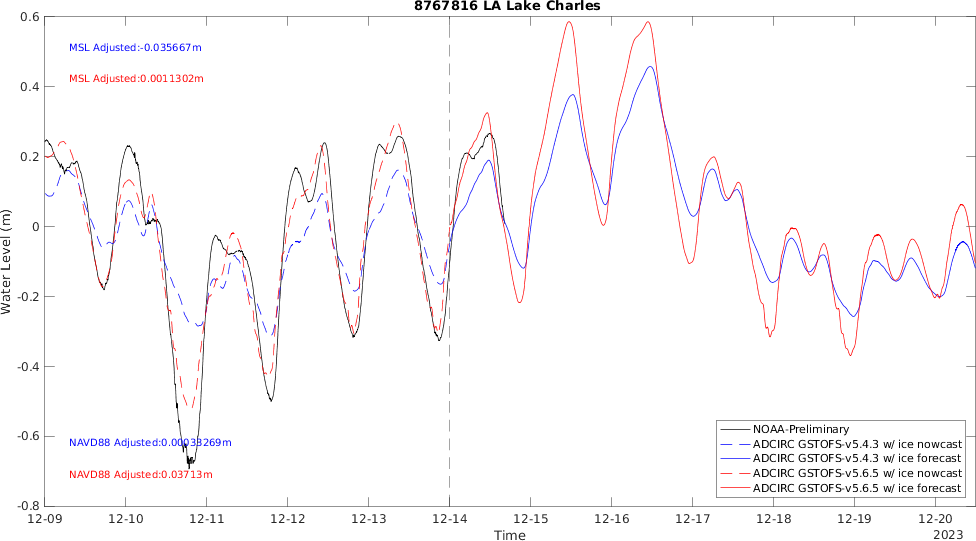 8767816 LA Lake Charles
MSL Adjusted:-0.035667m
MSL Adjusted:0.0011302m
NAVD88 Adjusted:0.00033269m
NAVD88 Adjusted:0.03713m
Water Level (m)
0.6
0.4
0.2
0
-0.2
-0.4
-0.6
-0.8
NOAA-Preliminary
ADCIRC GSTOFS-v5.4.3 w/ ice nowcast
ADCIRC GSTOFS-v5.4.3 w/ ice forecast
ADCIRC GSTOFS-v5.6.5 w/ ice nowcast
ADCIRC GSTOFS-v5.6.5 w/ ice forecast
12-09 12-10 12-11 12-12 12-13 12-14 12-15 12-16 12-17 12-18 12-19 12-20
Time
2023